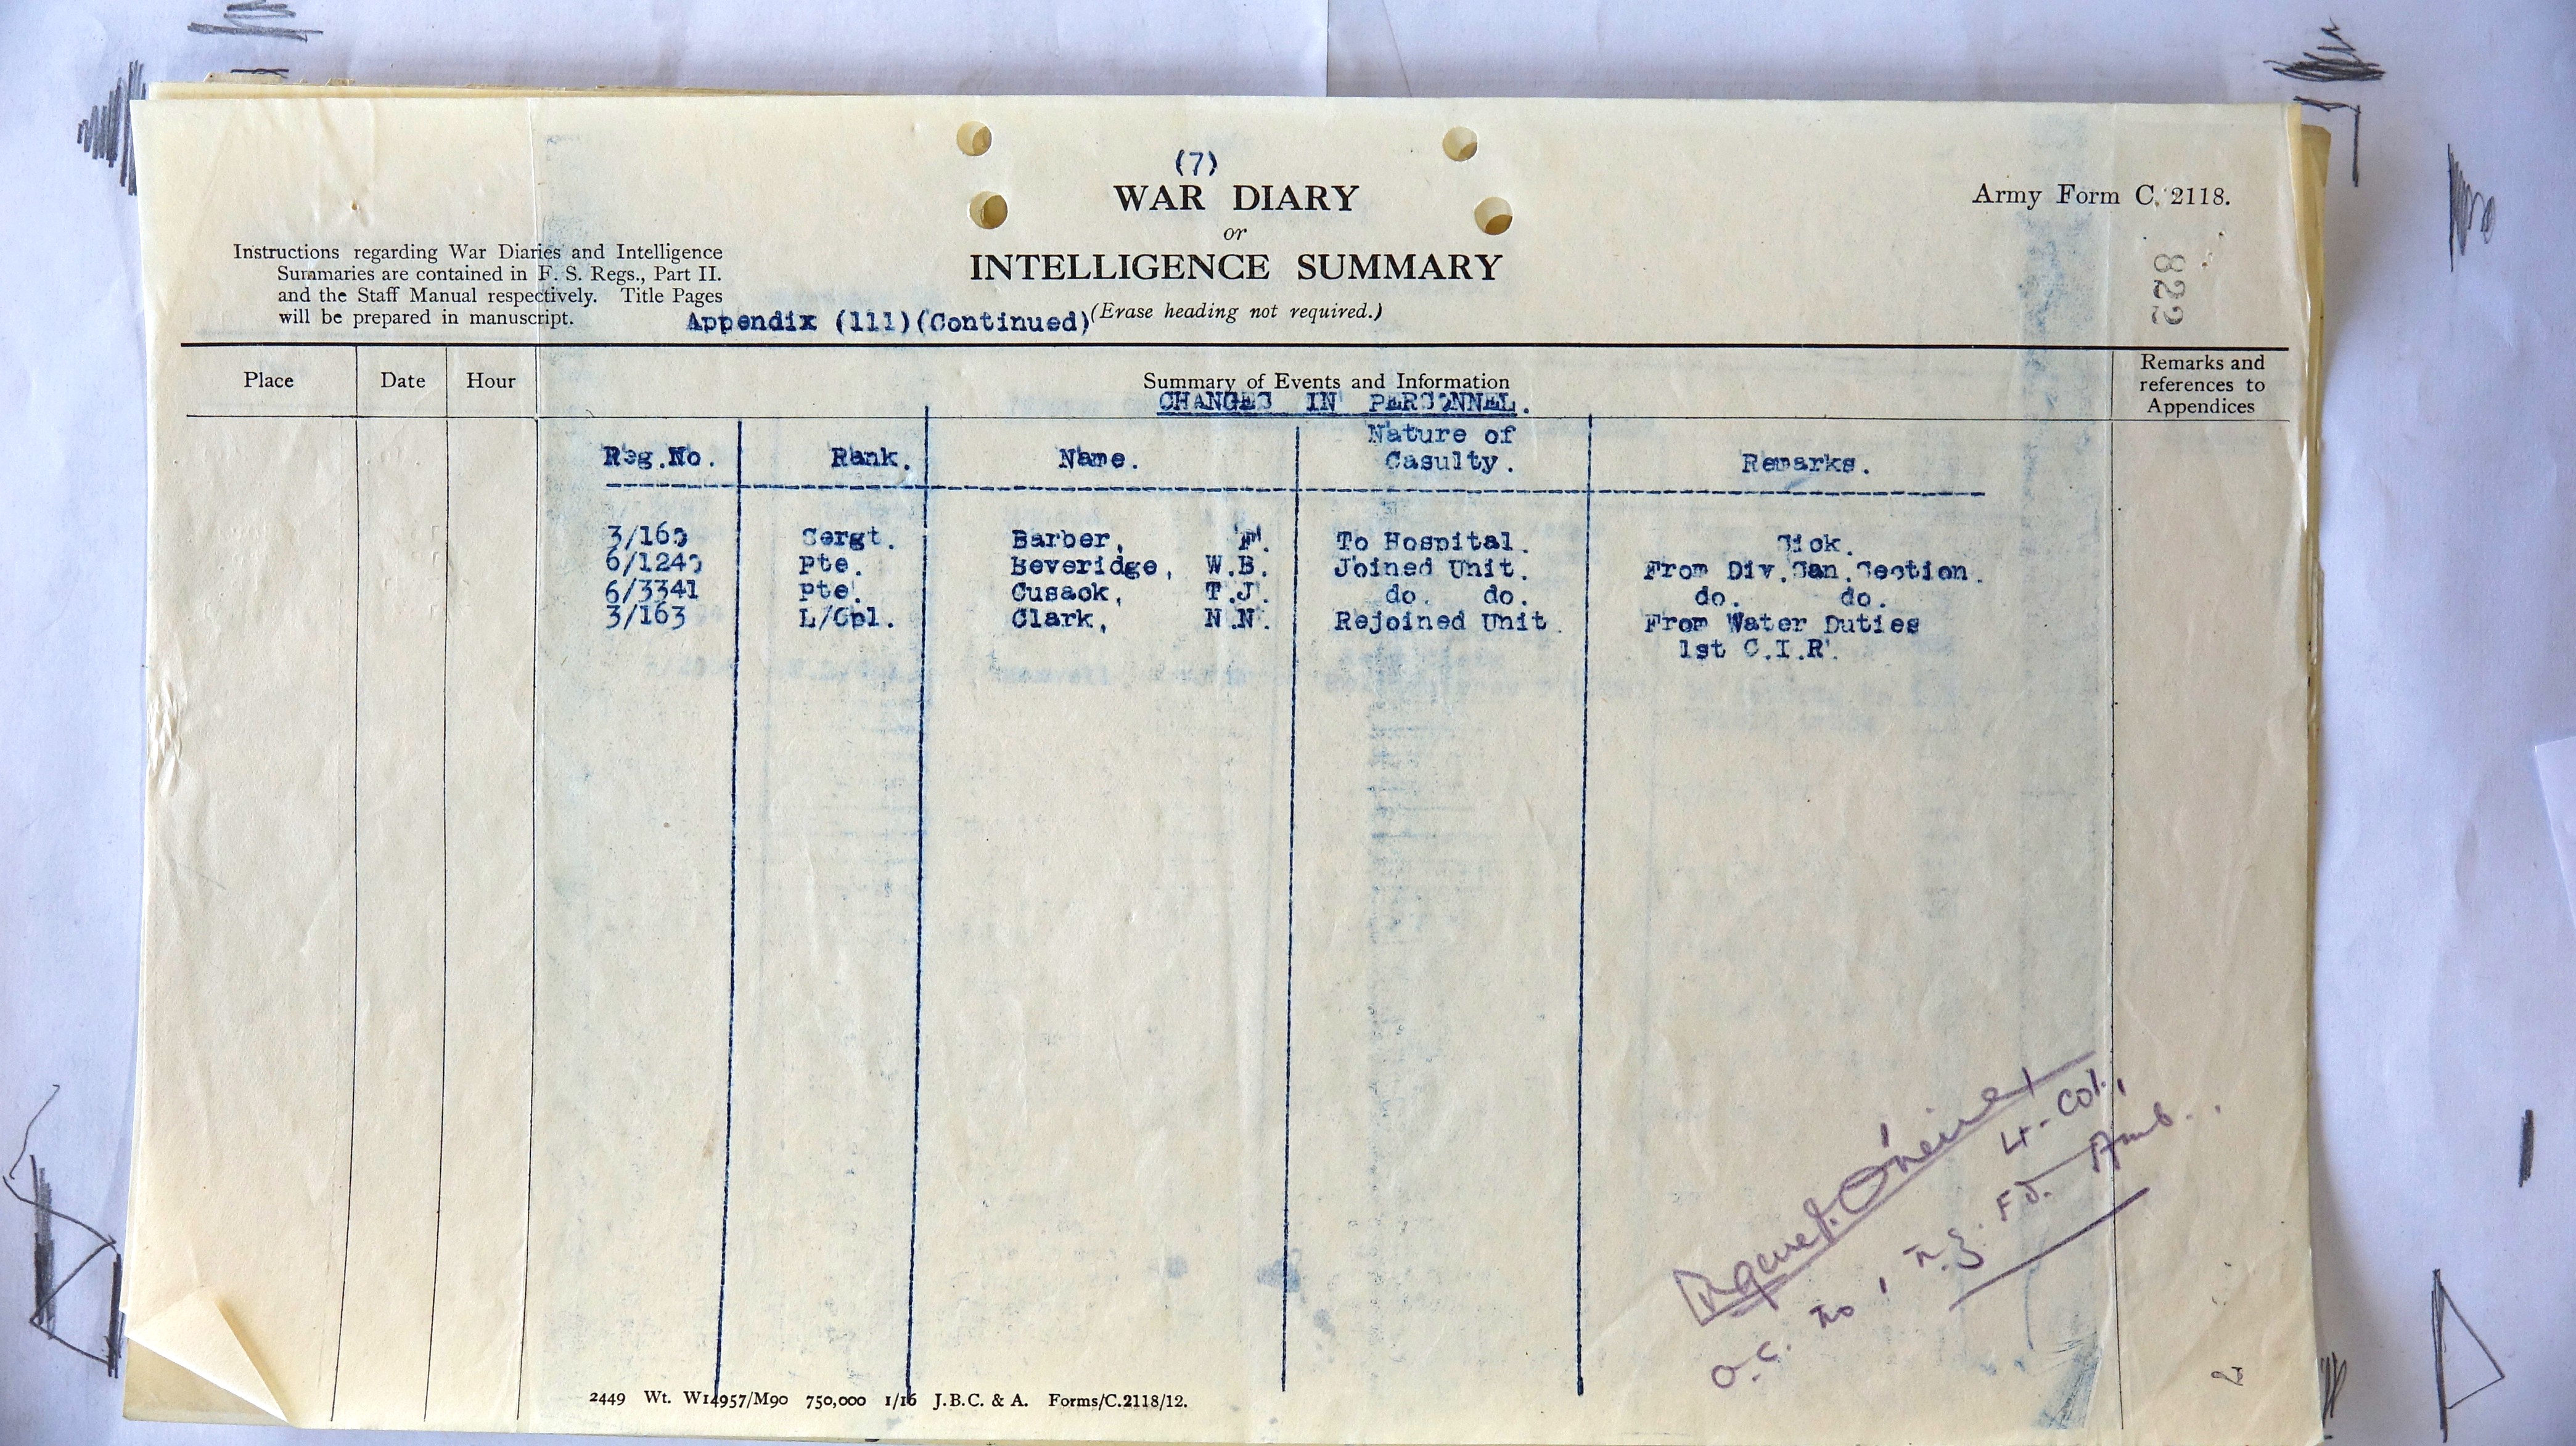 (7)
WAR DIARY
or
INTELLIGENCE SUMMARY
(Erase heading not required.)
Army Form C. 2118.
822
Instructions regarding War Diaries and Intelligence
Summaries are contained in F. S. Regs., Part II.
and the Staff Manual respectively. Title Pages
will be prepared in manuscript.
Appendix (111)(Continued)
Place Date Hour Summary of Events and Information Remarks and references to Appendices
CHANGES IN PERSONNEL.
Reg.No. Rank. Name. Nature of Casulty. Remarks.
Sergt. Barber, F. To Hospital. Sick.
Pte. Beveridge, W.B. Joined Unit. From Div.San.Section.
6/3341 Pte. Cusack, T.J. do. do. do. do.
3/163 L/Cpl. Clark, N.N. Rejoined Unit. From Water Duties
1st C.I.R.
Lt-Col.,
O.C. No 1 N.Z. Fd. Amb.
2449 Wt. W14957/M90 750,000 1/16 J.B.C. & A. Forms/C.2118/12.